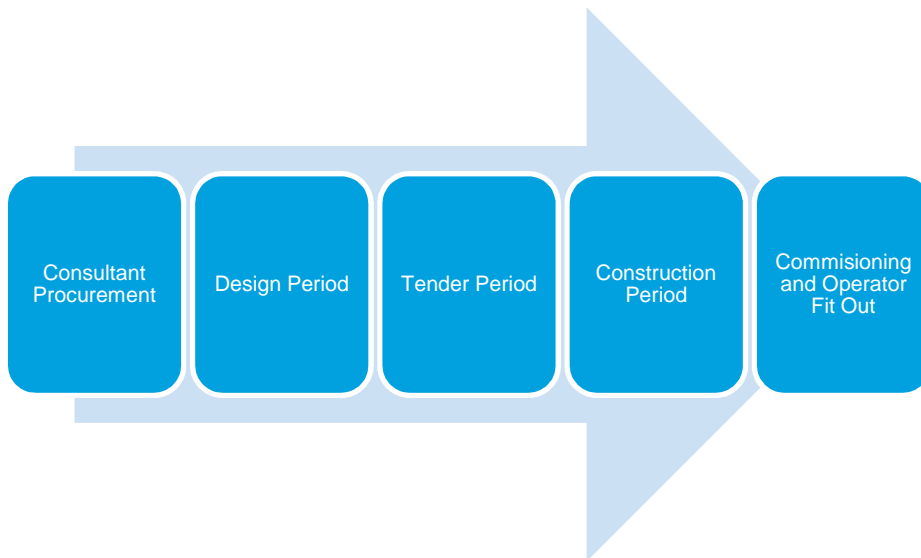 Consultant
Procurement
Design Period
Tender Period
Construction
Period
Commisioning
and Operator
Fit Out